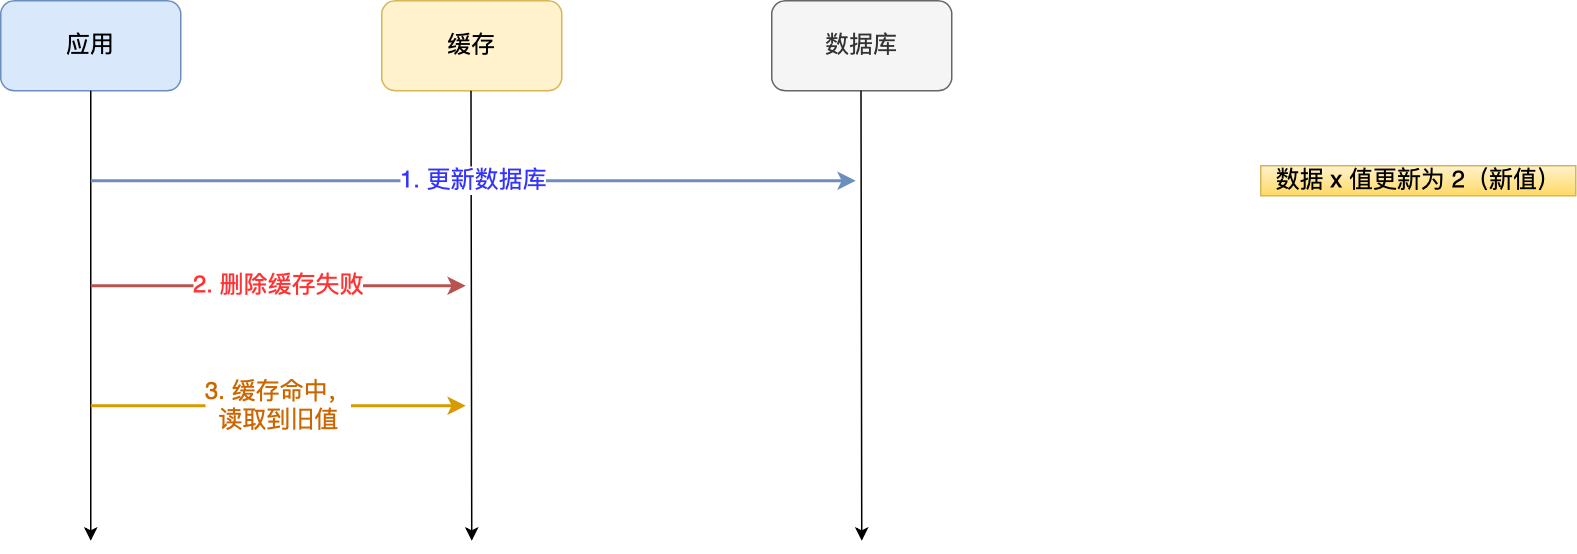 应用
缓存
数据库
1. 更新数据库
数据 x 值更新为 2（新值）
2. 删除缓存失败
3. 缓存命中，
读取到旧值